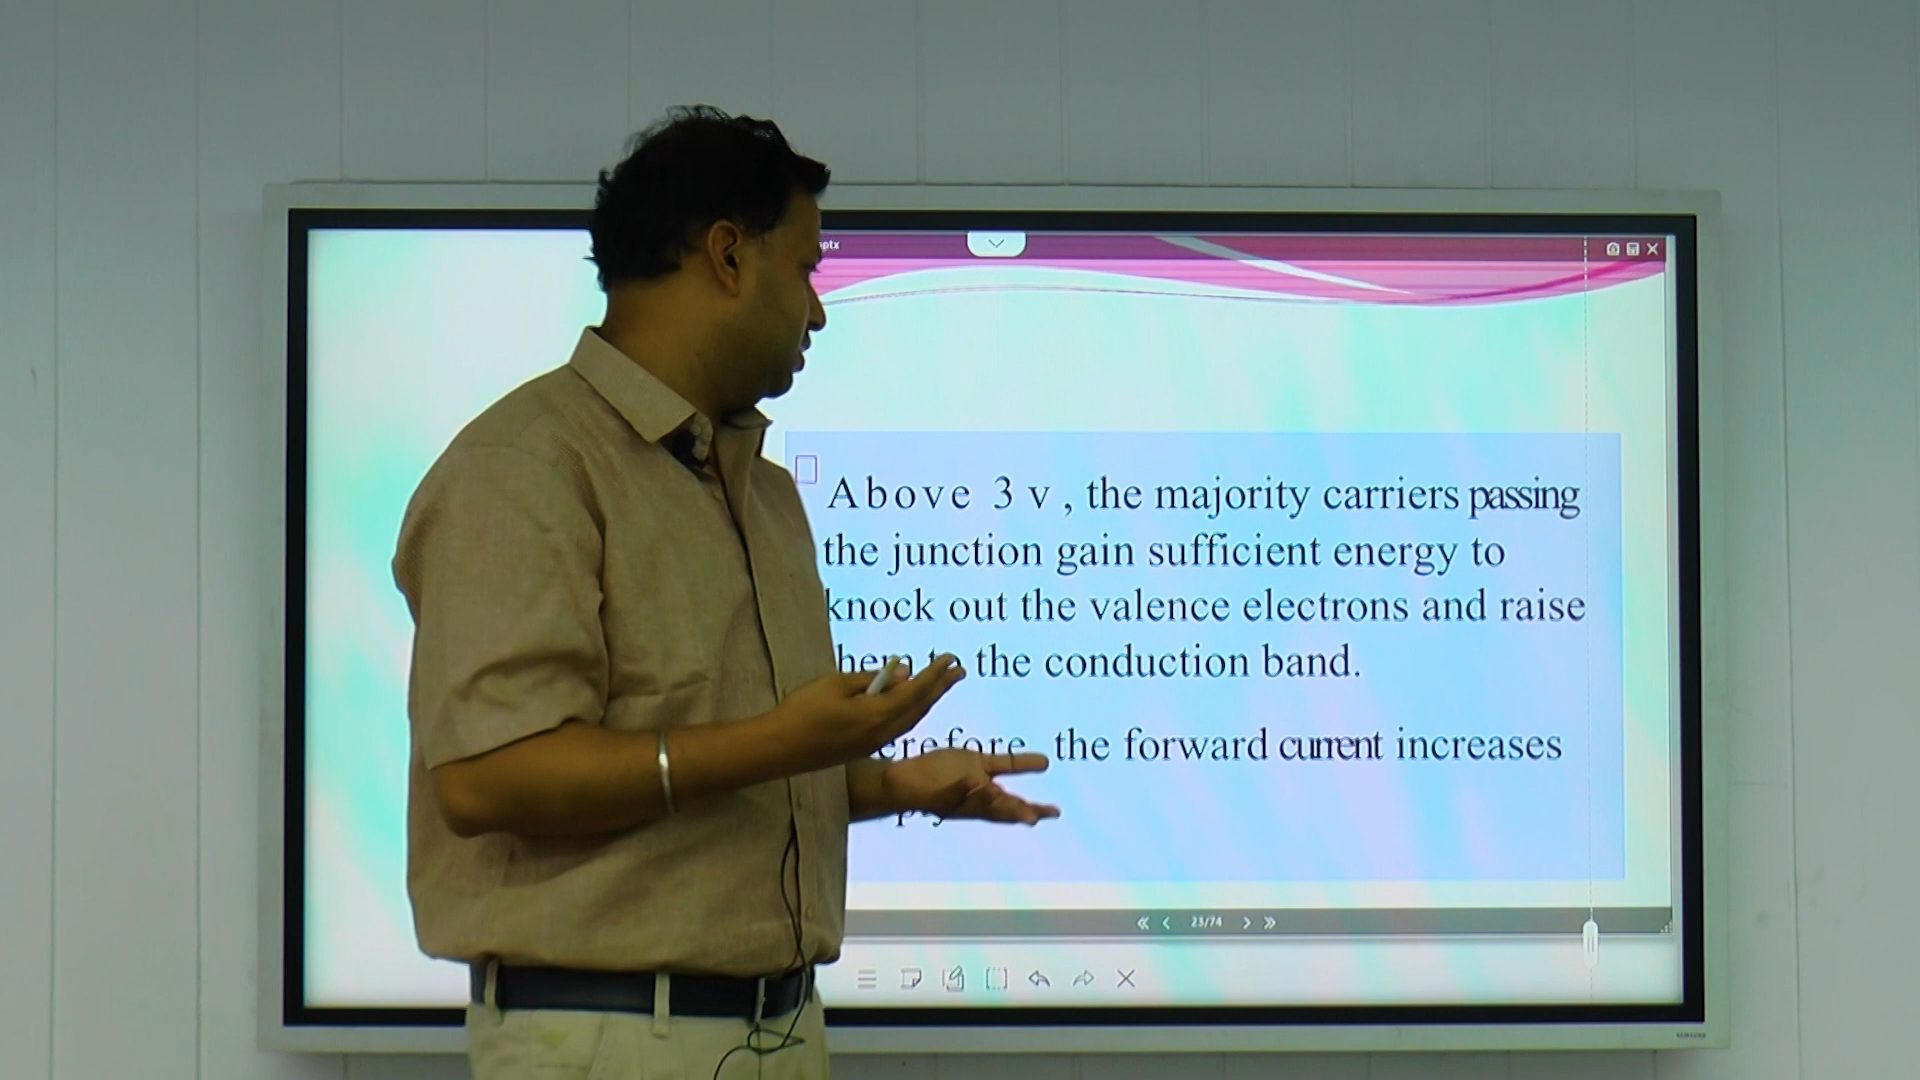 Above 3 v, the majority carriers passing
the junction gain sufficient energy to
knock out the valence electrons and raise
the conduction band.
the forward current increases
23/74
SAMSUNG